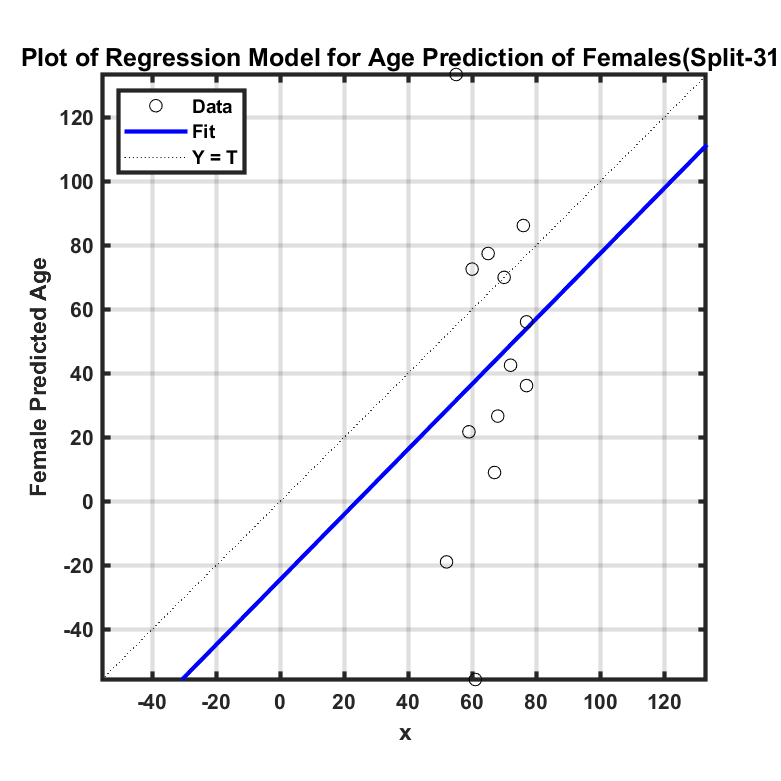 Plot of Regression Model for Age Prediction of Females(Split-31
Data
Fit
Y = T
120
100
80
60
40
20
0
-20
-40
Female Predicted Age
-40 -20 0 20 40 60 80 100 120
x